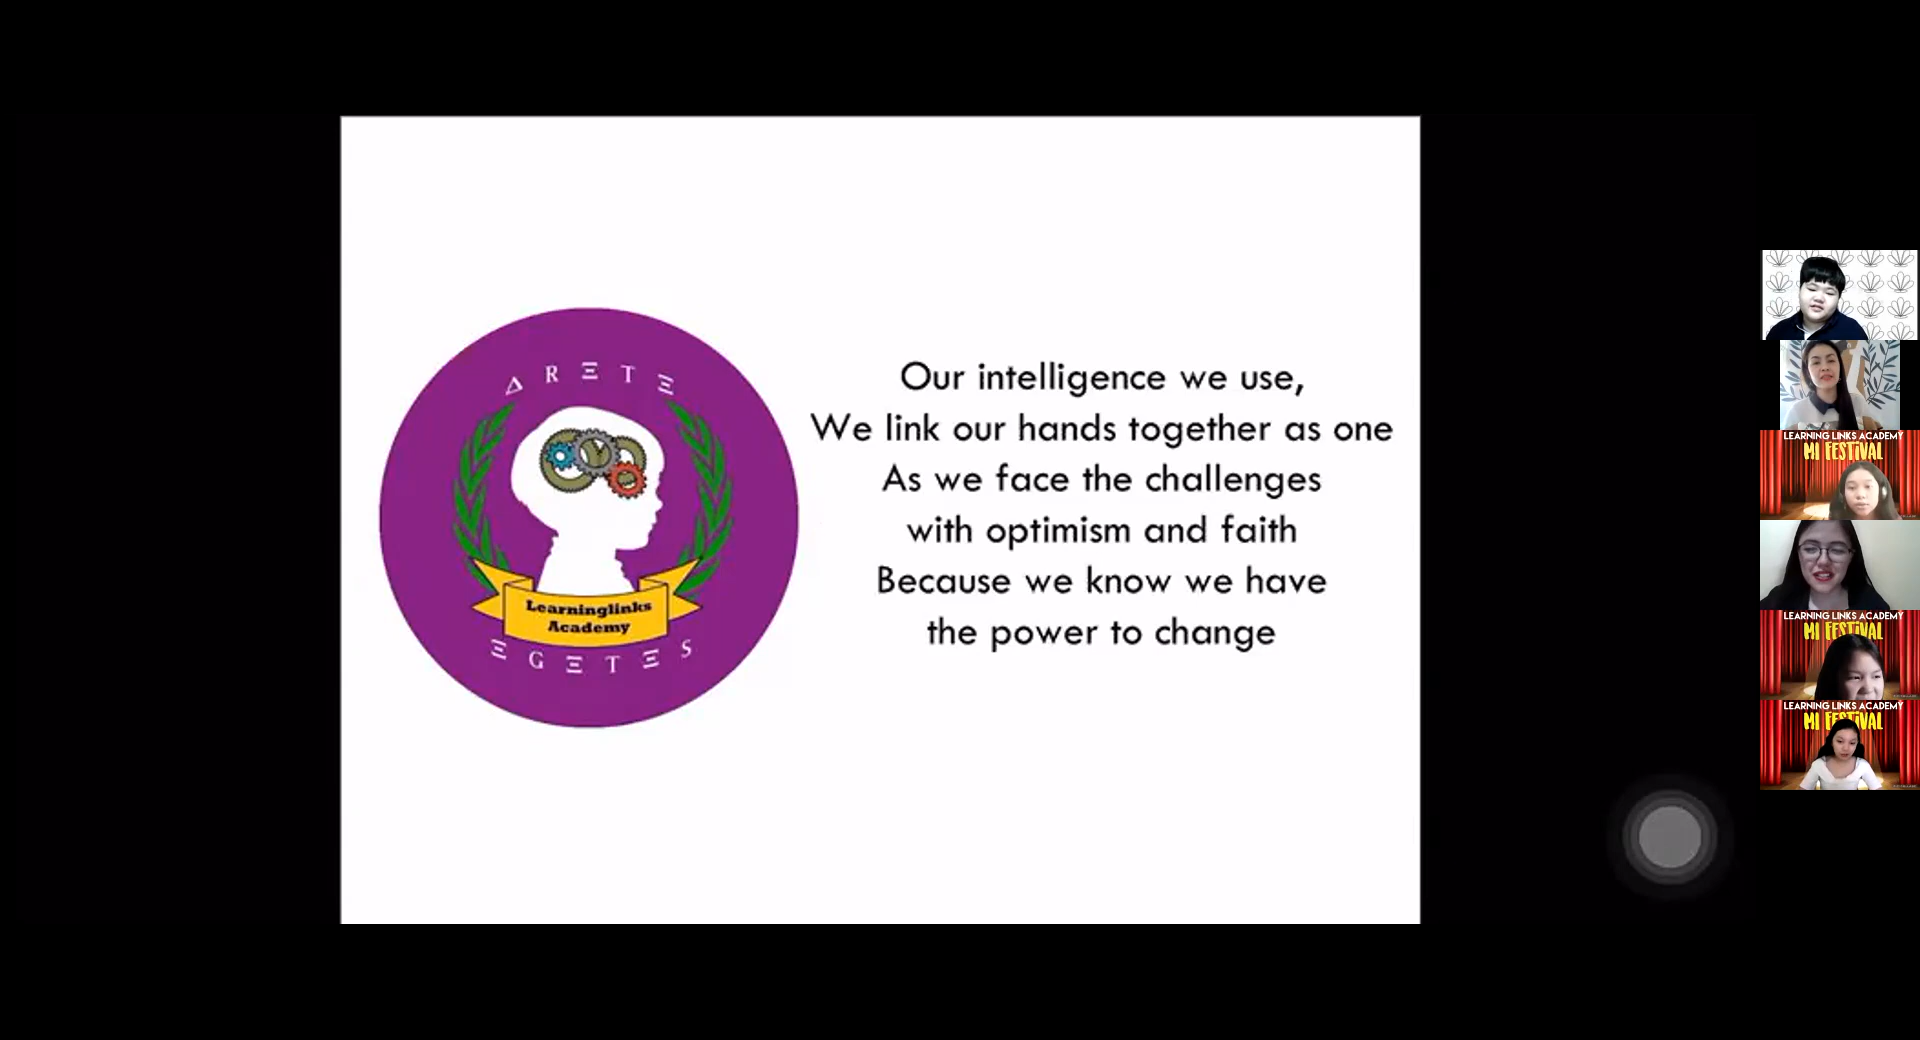 ΔRΞTΞ
Learninglinks
Academy
ΞGΞTΞS
Our intelligence we use,
We link our hands together as one
As we face the challenges
with optimism and faith
Because we know we have
the power to change
LEARNING LINKS ACADEMY
MI FESTIVAL
LEARNING LINKS ACADEMY
MI FESTIVAL
LEARNING LINKS ACADEMY
MI FESTIVAL